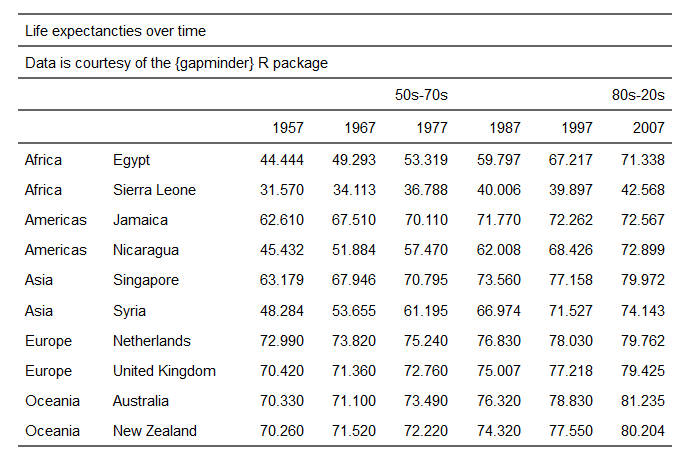 Life expectancies over time
Data is courtesy of the {gapminder} R package
50s-70s 80s-20s
1957 1967 1977 1987 1997 2007
Africa Egypt 44.444 49.293 53.319 59.797 67.217 71.338
Africa Sierra Leone 31.570 34.113 36.788 40.006 39.897 42.568
Americas Jamaica 62.610 67.510 70.110 71.770 72.262 72.567
Americas Nicaragua 45.432 51.884 57.470 62.008 68.426 72.899
Asia Singapore 63.179 67.946 70.795 73.560 77.158 79.972
Asia Syria 48.284 53.655 61.195 66.974 71.527 74.143
Europe Netherlands 72.990 73.820 75.240 76.830 78.030 79.762
Europe United Kingdom 70.420 71.360 72.760 75.007 77.218 79.425
Oceania Australia 70.330 71.100 73.490 76.320 78.830 81.235
Oceania New Zealand 70.260 71.520 72.220 74.320 77.550 80.204